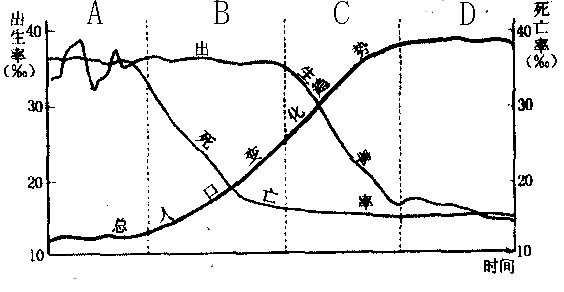 A B C D
出生率(‰)
死亡率(‰)
40 40
30 30
20 20
10 10
出生率
死亡率
总人口变化趋势
时间